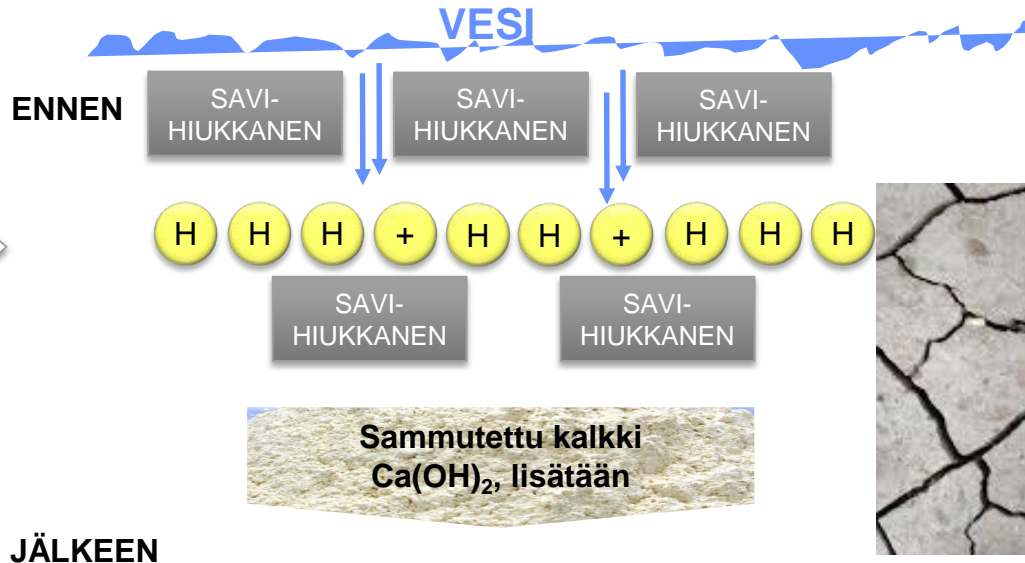 VESI
ENNEN
SAVI-
HIUKKANEN
SAVI-
HIUKKANEN
SAVI-
HIUKKANEN
H H H + H H + H H H
SAVI-
HIUKKANEN
SAVI-
HIUKKANEN
Sammutettu kalkki
Ca(OH)₂, lisätään
JÄLKEEN